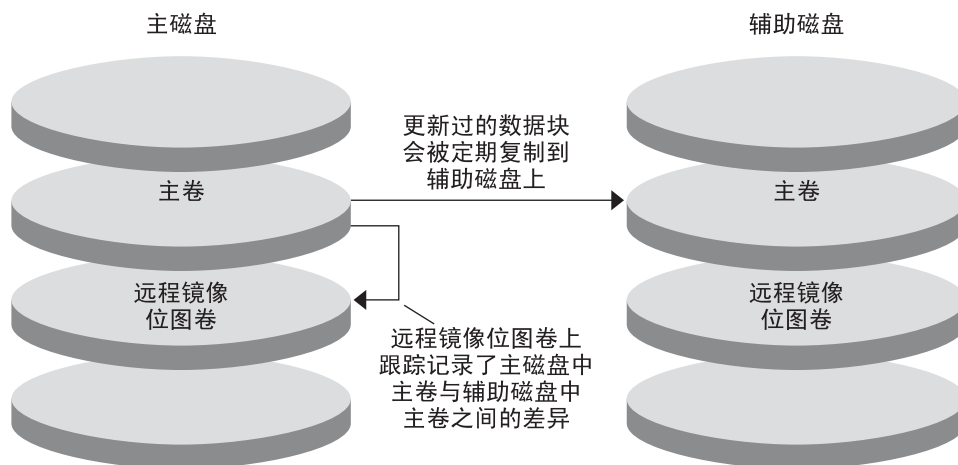 主磁盘
辅助磁盘
更新过的数据块
会被定期复制到
辅助磁盘上
主卷
主卷
远程镜像
位图卷
远程镜像
位图卷
远程镜像位图卷上
跟踪记录了主磁盘中
主卷与辅助磁盘中
主卷之间的差异